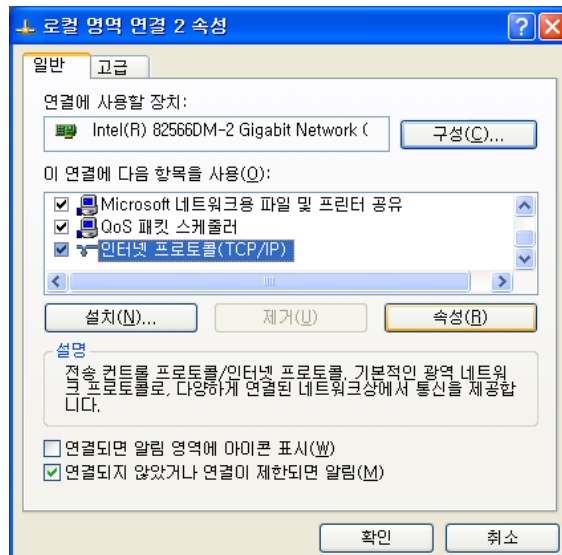 로컬 영역 연결 2 속성
일반 고급
연결에 사용할 장치:
Intel(R) 82566DM-2 Gigabit Network (
구성(C)...
이 연결에 다음 항목을 사용(O):
Microsoft 네트워크용 파일 및 프린터 공유
QoS 패킷 스케줄러
인터넷 프로토콜(TCP/IP)
설치(N)... 제거(U) 속성(R)
설명
전송 컨트롤 프로토콜/인터넷 프로토콜. 기본적인 광역 네트워
크 프로토콜로, 다양하게 연결된 네트워크상에서 통신을 제공합
니다.
연결되면 알림 영역에 아이콘 표시(W)
연결되지 않았거나 연결이 제한되면 알림(M)
확인 취소